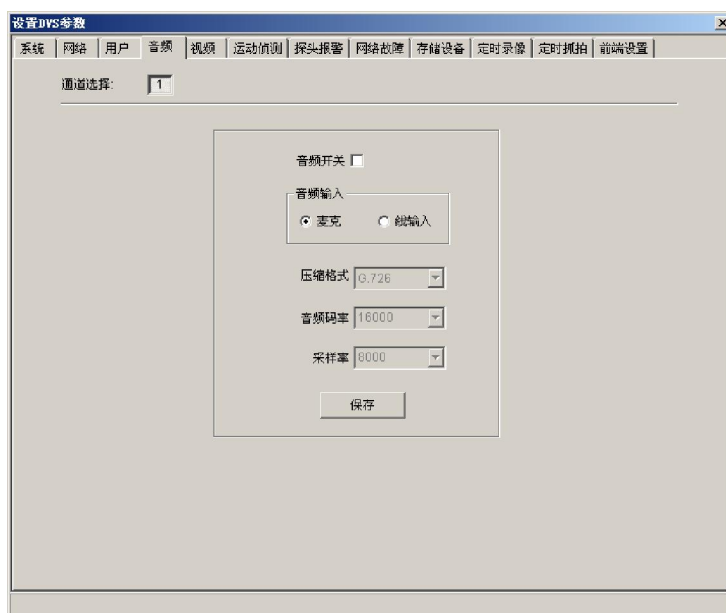 设置DVS参数
系统 网络 用户 音频 视频 运动侦测 探头报警 网络故障 存储设备 定时录像 定时抓拍 前端设置
通道选择: 1
音频开关
音频输入
麦克 线输入
压缩格式 G.726
音频码率 16000
采样率 8000
保存